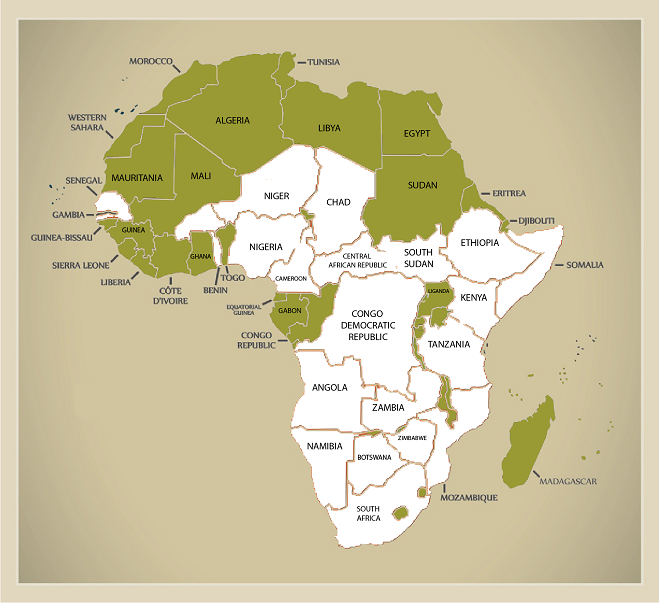 MOROCCO
TUNISIA
ALGERIA
LIBYA
EGYPT
WESTERN
SAHARA
MAURITANIA
MALI
NIGER
CHAD
SUDAN
ERITREA
SENEGAL
GAMBIA
GUINEA-BISSAU
GUINEA
SIERRA LEONE
LIBERIA
CÔTE
D'IVOIRE
GHANA
BENIN
TOGO
NIGERIA
CAMEROON
CENTRAL
AFRICAN REPUBLIC
SOUTH
SUDAN
ETHIOPIA
DJIBOUTI
SOMALIA
EQUATORIAL
GUINEA
GABON
CONGO
REPUBLIC
CONGO
DEMOCRATIC
REPUBLIC
UGANDA
KENYA
TANZANIA
ANGOLA
ZAMBIA
NAMIBIA
ZIMBABWE
BOTSWANA
MOZAMBIQUE
MADAGASCAR
SOUTH
AFRICA